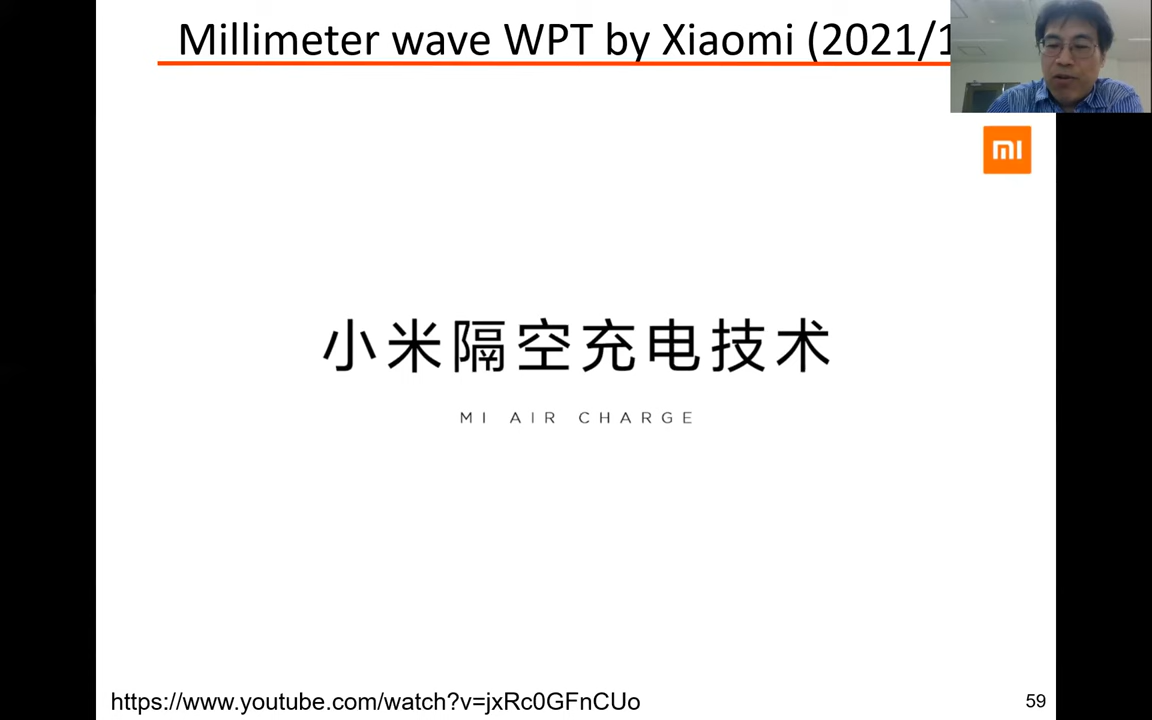 Millimeter wave WPT by Xiaomi (2021/1
mi
小米隔空充电技术
MI AIR CHARGE
https://www.youtube.com/watch?v=jxRc0GFnCUo
59